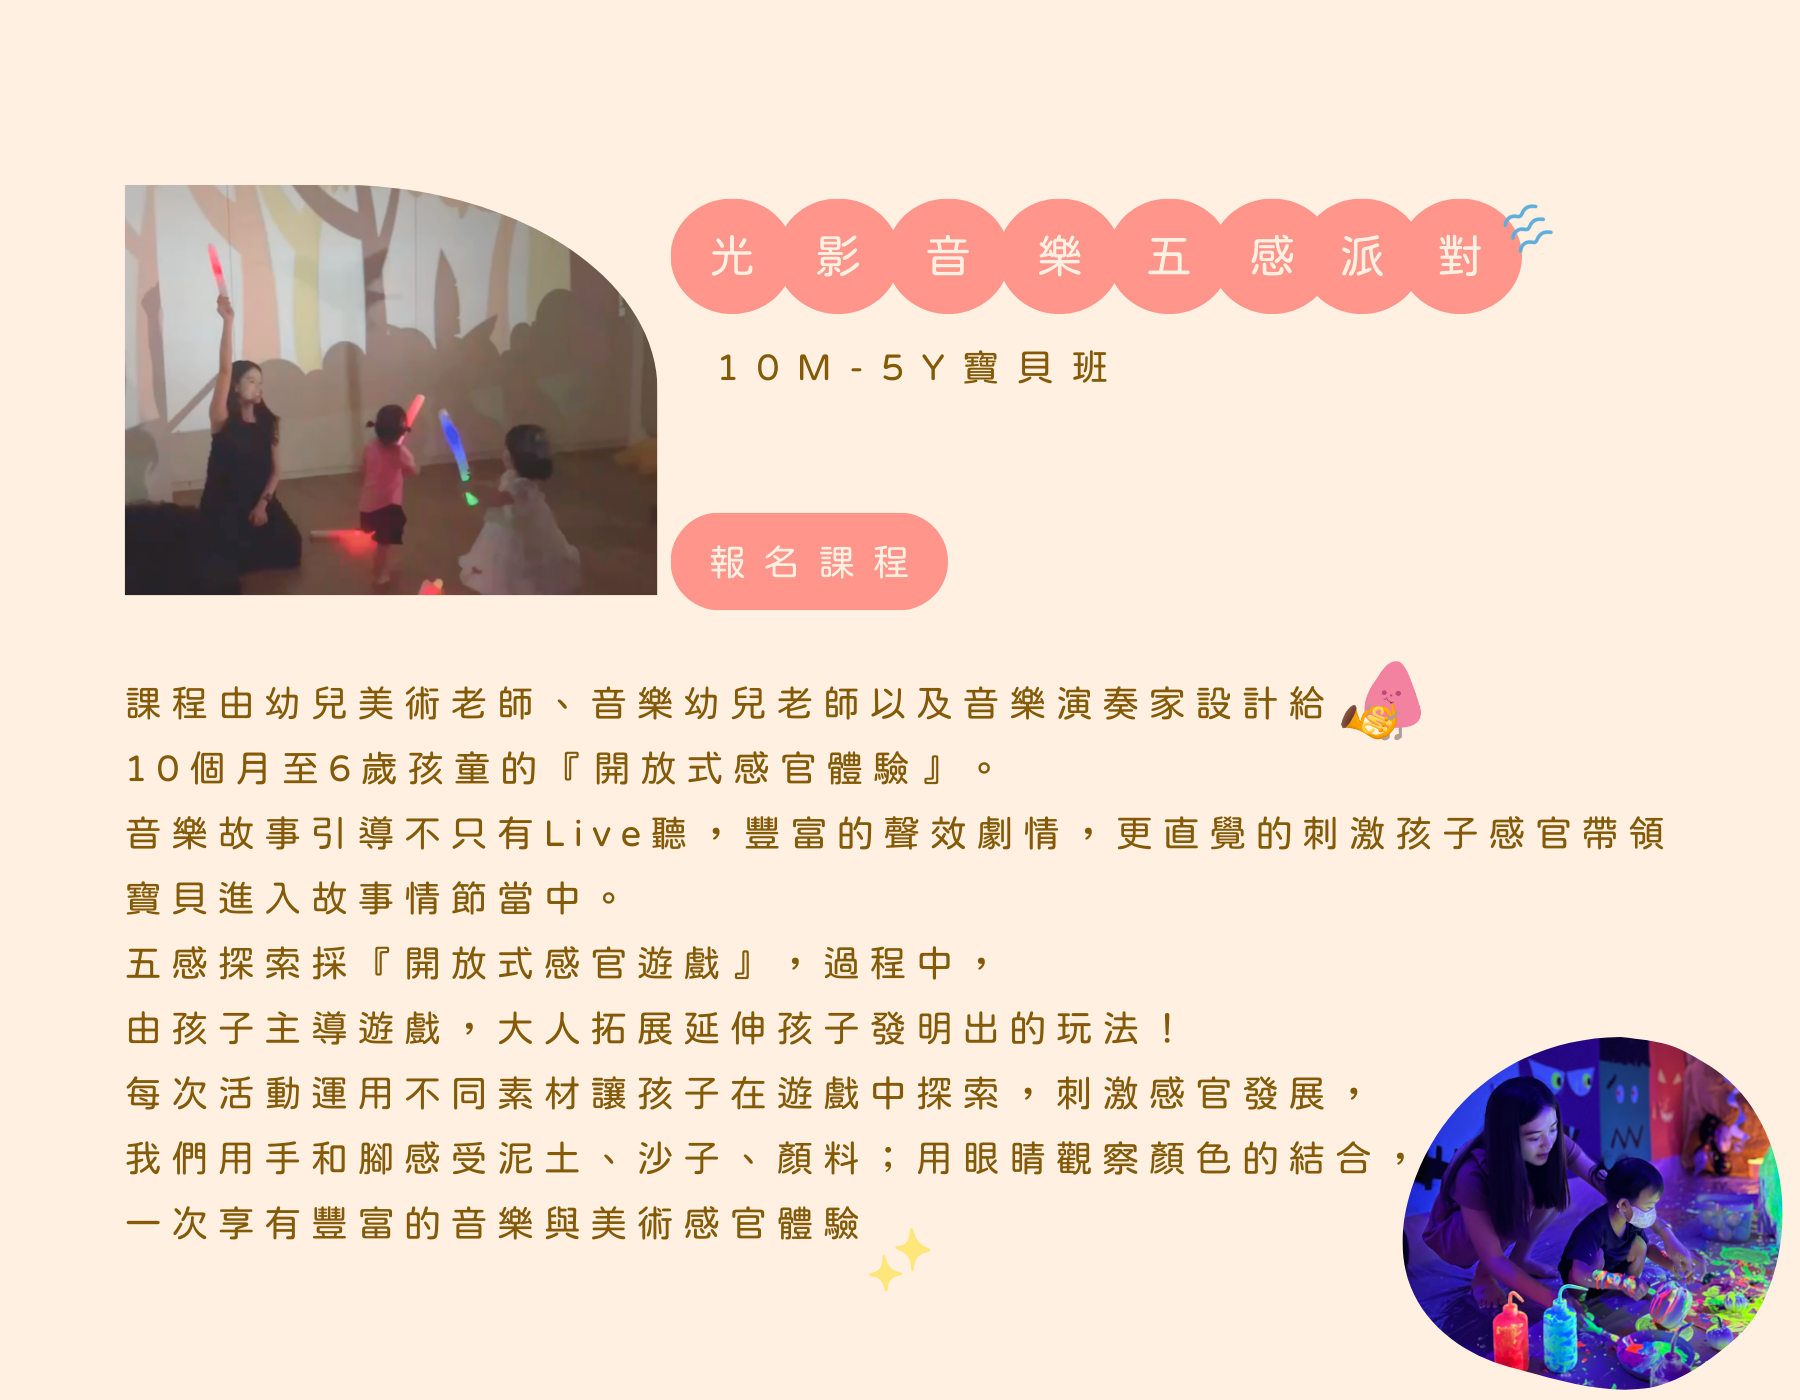 光影音樂五感派對
10M-5Y寶貝班
報名課程
課程由幼兒美術老師、音樂幼兒老師以及音樂演奏家設計給
10個月至6歲孩童的『開放式感官體驗』。
音樂故事引導不只有Live聽，豐富的聲效劇情，更直覺的刺激孩子感官帶領
寶貝進入故事情節當中。
五感探索採『開放式感官遊戲』，過程中，
由孩子主導遊戲，大人拓展延伸孩子發明出的玩法！
每次活動運用不同素材讓孩子在遊戲中探索，刺激感官發展，
我們用手和腳感受泥土、沙子、顏料；用眼睛觀察顏色的結合，
一次享有豐富的音樂與美術感官體驗